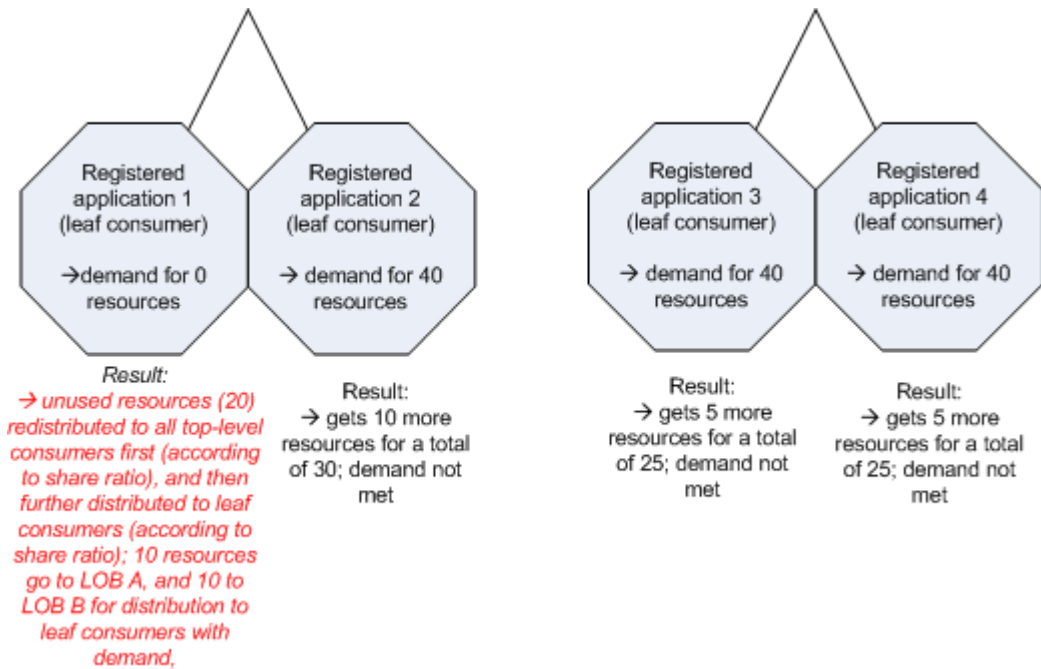 Registered
application 1
(leaf consumer)
→demand for 0
resources
Registered
application 2
(leaf consumer)
→ demand for 40
resources
Registered
application 3
(leaf consumer)
→ demand for 40
resources
Registered
application 4
(leaf consumer)
→ demand for 40
resources
Result:
→ unused resources (20)
redistributed to all top-level
consumers first (according
to share ratio), and then
further distributed to leaf
consumers (according to
share ratio); 10 resources
go to LOB A, and 10 to
LOB B for distribution to
leaf consumers with
demand,
Result:
→ gets 10 more
resources for a total
of 30; demand not
met
Result:
→ gets 5 more
resources for a total
of 25; demand not
met
Result:
→ gets 5 more
resources for a total
of 25; demand not
met